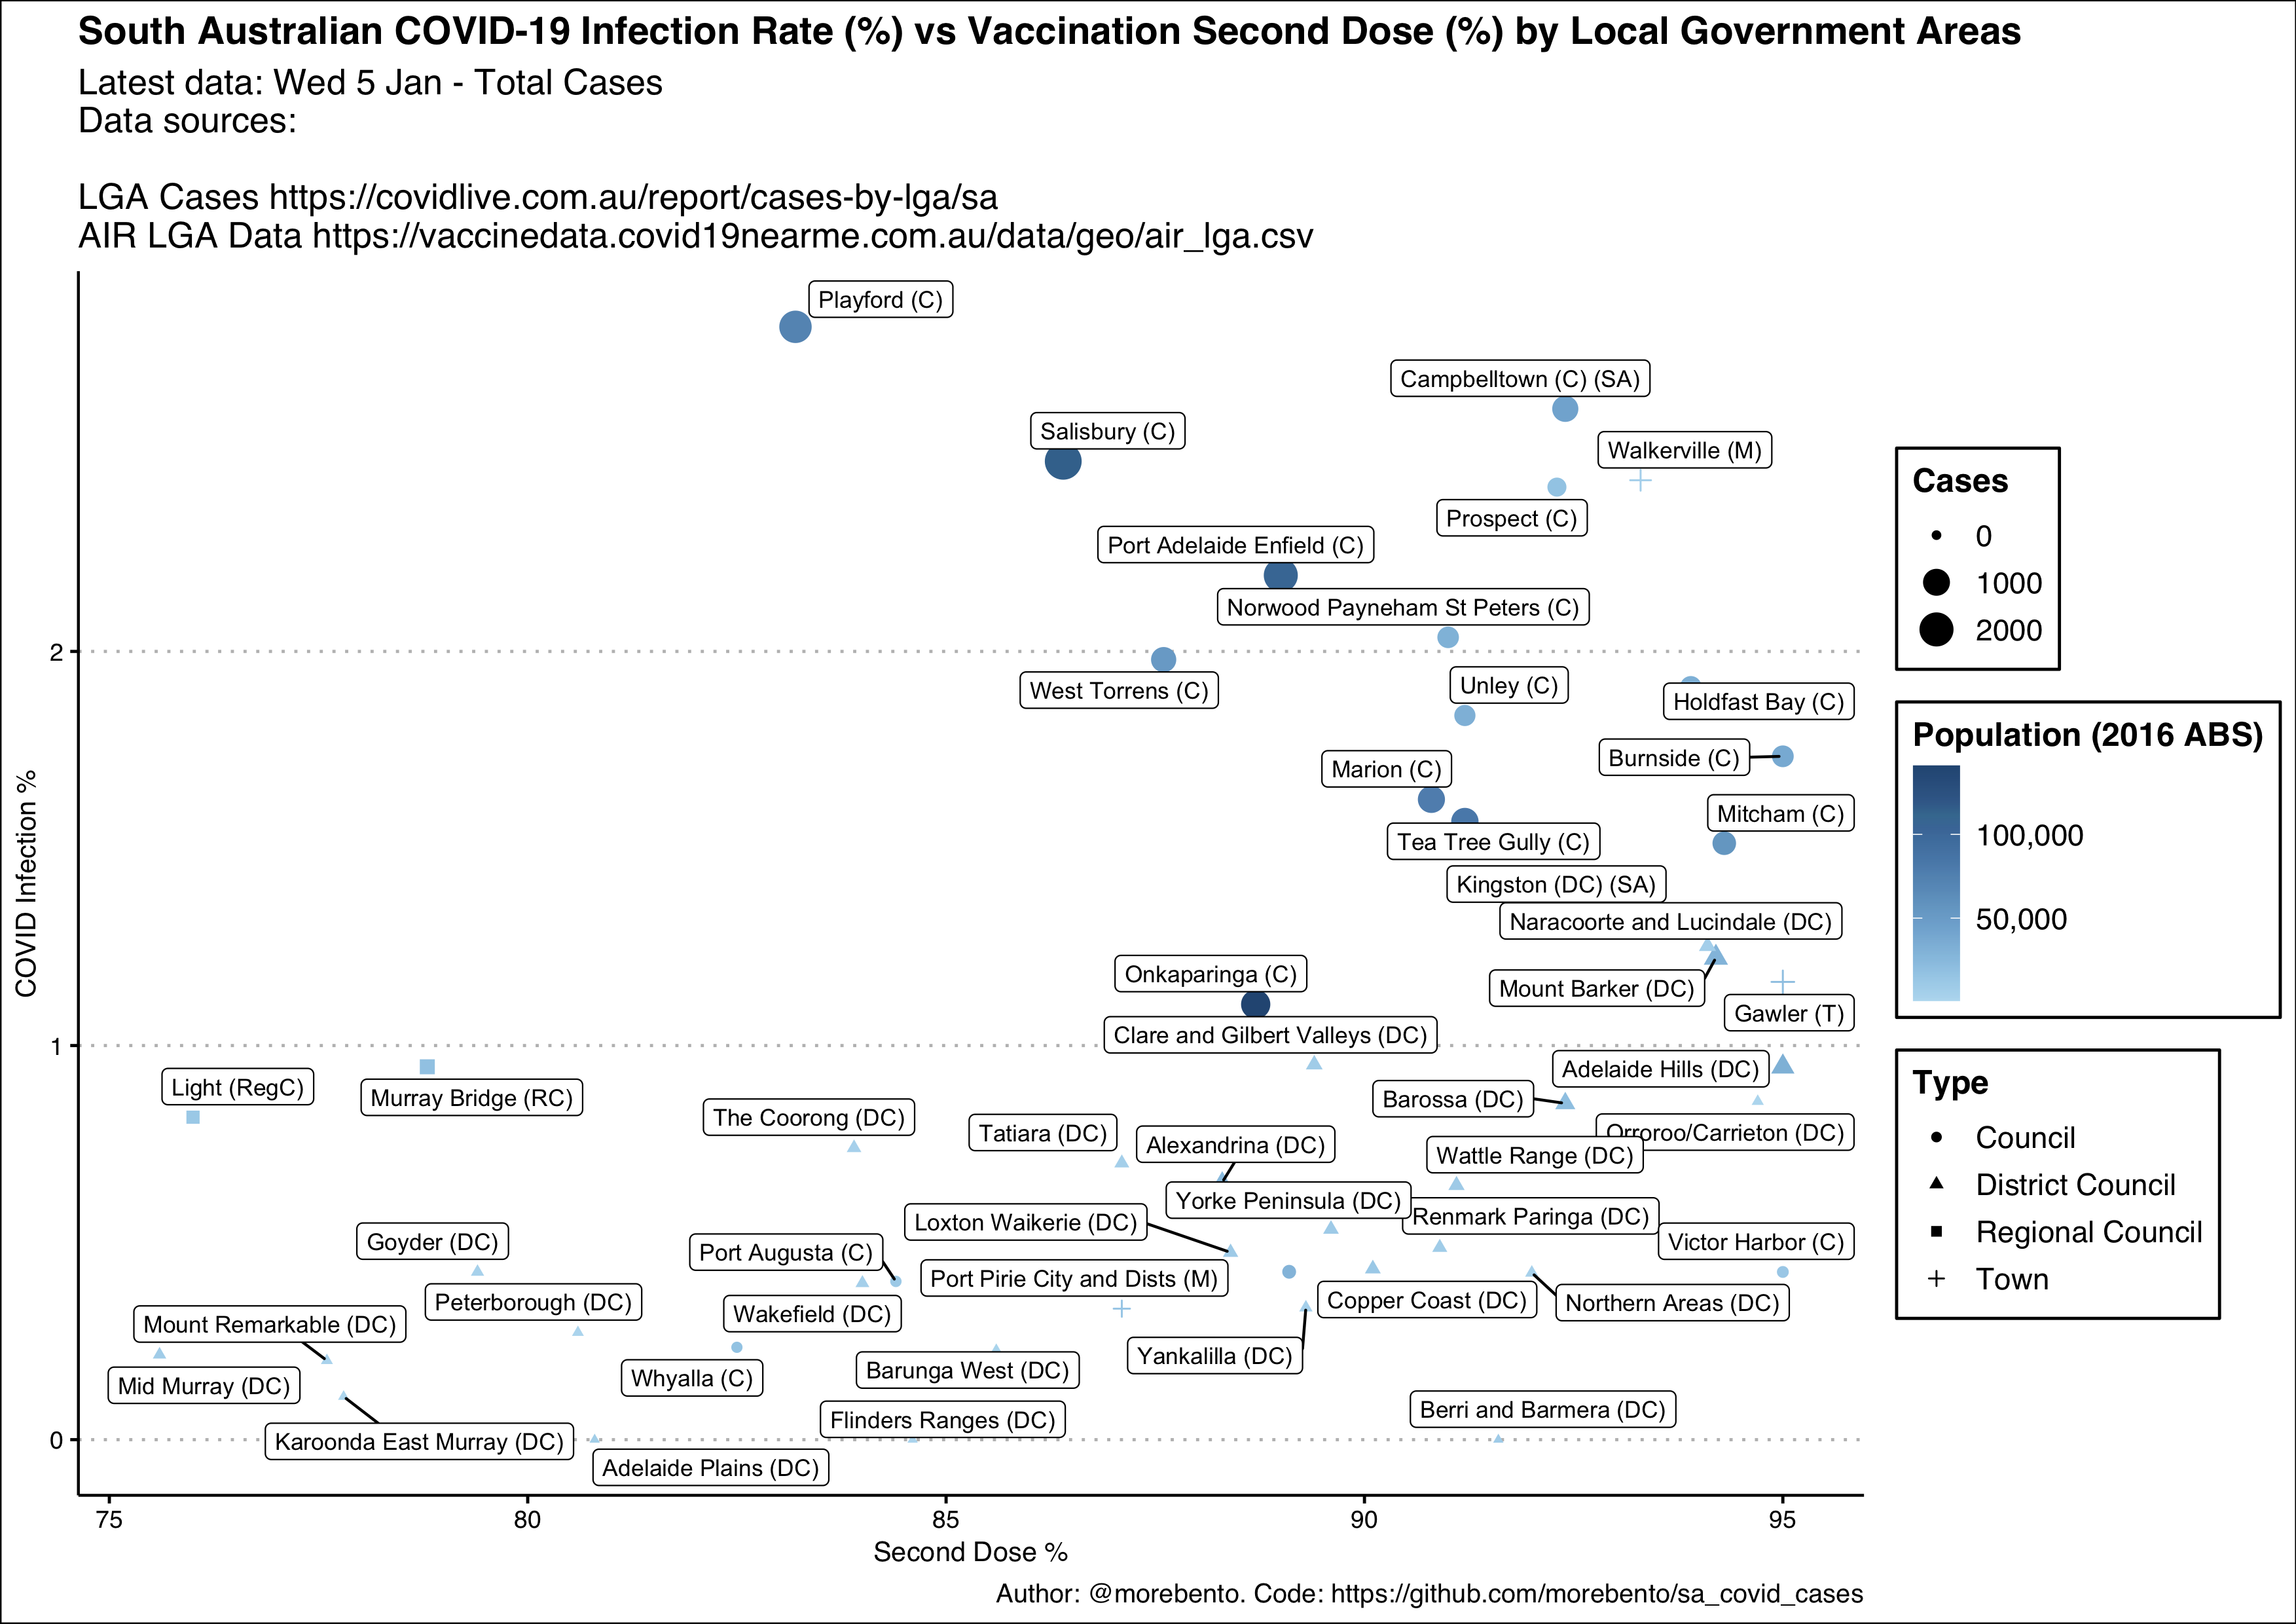 South Australian COVID-19 Infection Rate (%) vs Vaccination Second Dose (%) by Local Government Areas
Latest data: Wed 5 Jan - Total Cases
Data sources:
LGA Cases https://covidlive.com.au/report/cases-by-lga/sa
AIR LGA Data https://vaccinedata.covid19nearme.com.au/data/geo/air_lga.csv
Playford (C)
Campbelltown (C) (SA)
Salisbury (C)
Walkerville (M)
Prospect (C)
Port Adelaide Enfield (C)
Norwood Payneham St Peters (C)
West Torrens (C)
Unley (C)
Holdfast Bay (C)
Burnside (C)
Marion (C)
Mitcham (C)
Tea Tree Gully (C)
Kingston (DC) (SA)
Naracoorte and Lucindale (DC)
Onkaparinga (C)
Mount Barker (DC)
Gawler (T)
Clare and Gilbert Valleys (DC)
Adelaide Hills (DC)
Light (RegC)
Murray Bridge (RC)
Barossa (DC)
The Coorong (DC)
Tatiara (DC)
Alexandrina (DC)
Orroroo/Carrieton (DC)
Wattle Range (DC)
Yorke Peninsula (DC)
Renmark Paringa (DC)
Loxton Waikerie (DC)
Goyder (DC)
Port Augusta (C)
Victor Harbor (C)
Port Pirie City and Dists (M)
Peterborough (DC)
Copper Coast (DC)
Northern Areas (DC)
Wakefield (DC)
Mount Remarkable (DC)
Yankalilla (DC)
Barunga West (DC)
Whyalla (C)
Mid Murray (DC)
Berri and Barmera (DC)
Flinders Ranges (DC)
Karoonda East Murray (DC)
Adelaide Plains (DC)
2
1
0
COVID Infection %
75
80
85
90
95
Second Dose %
Cases
0
1000
2000
Population (2016 ABS)
100,000
50,000
Type
Council
District Council
Regional Council
Town
Author: @morebento. Code: https://github.com/morebento/sa_covid_cases